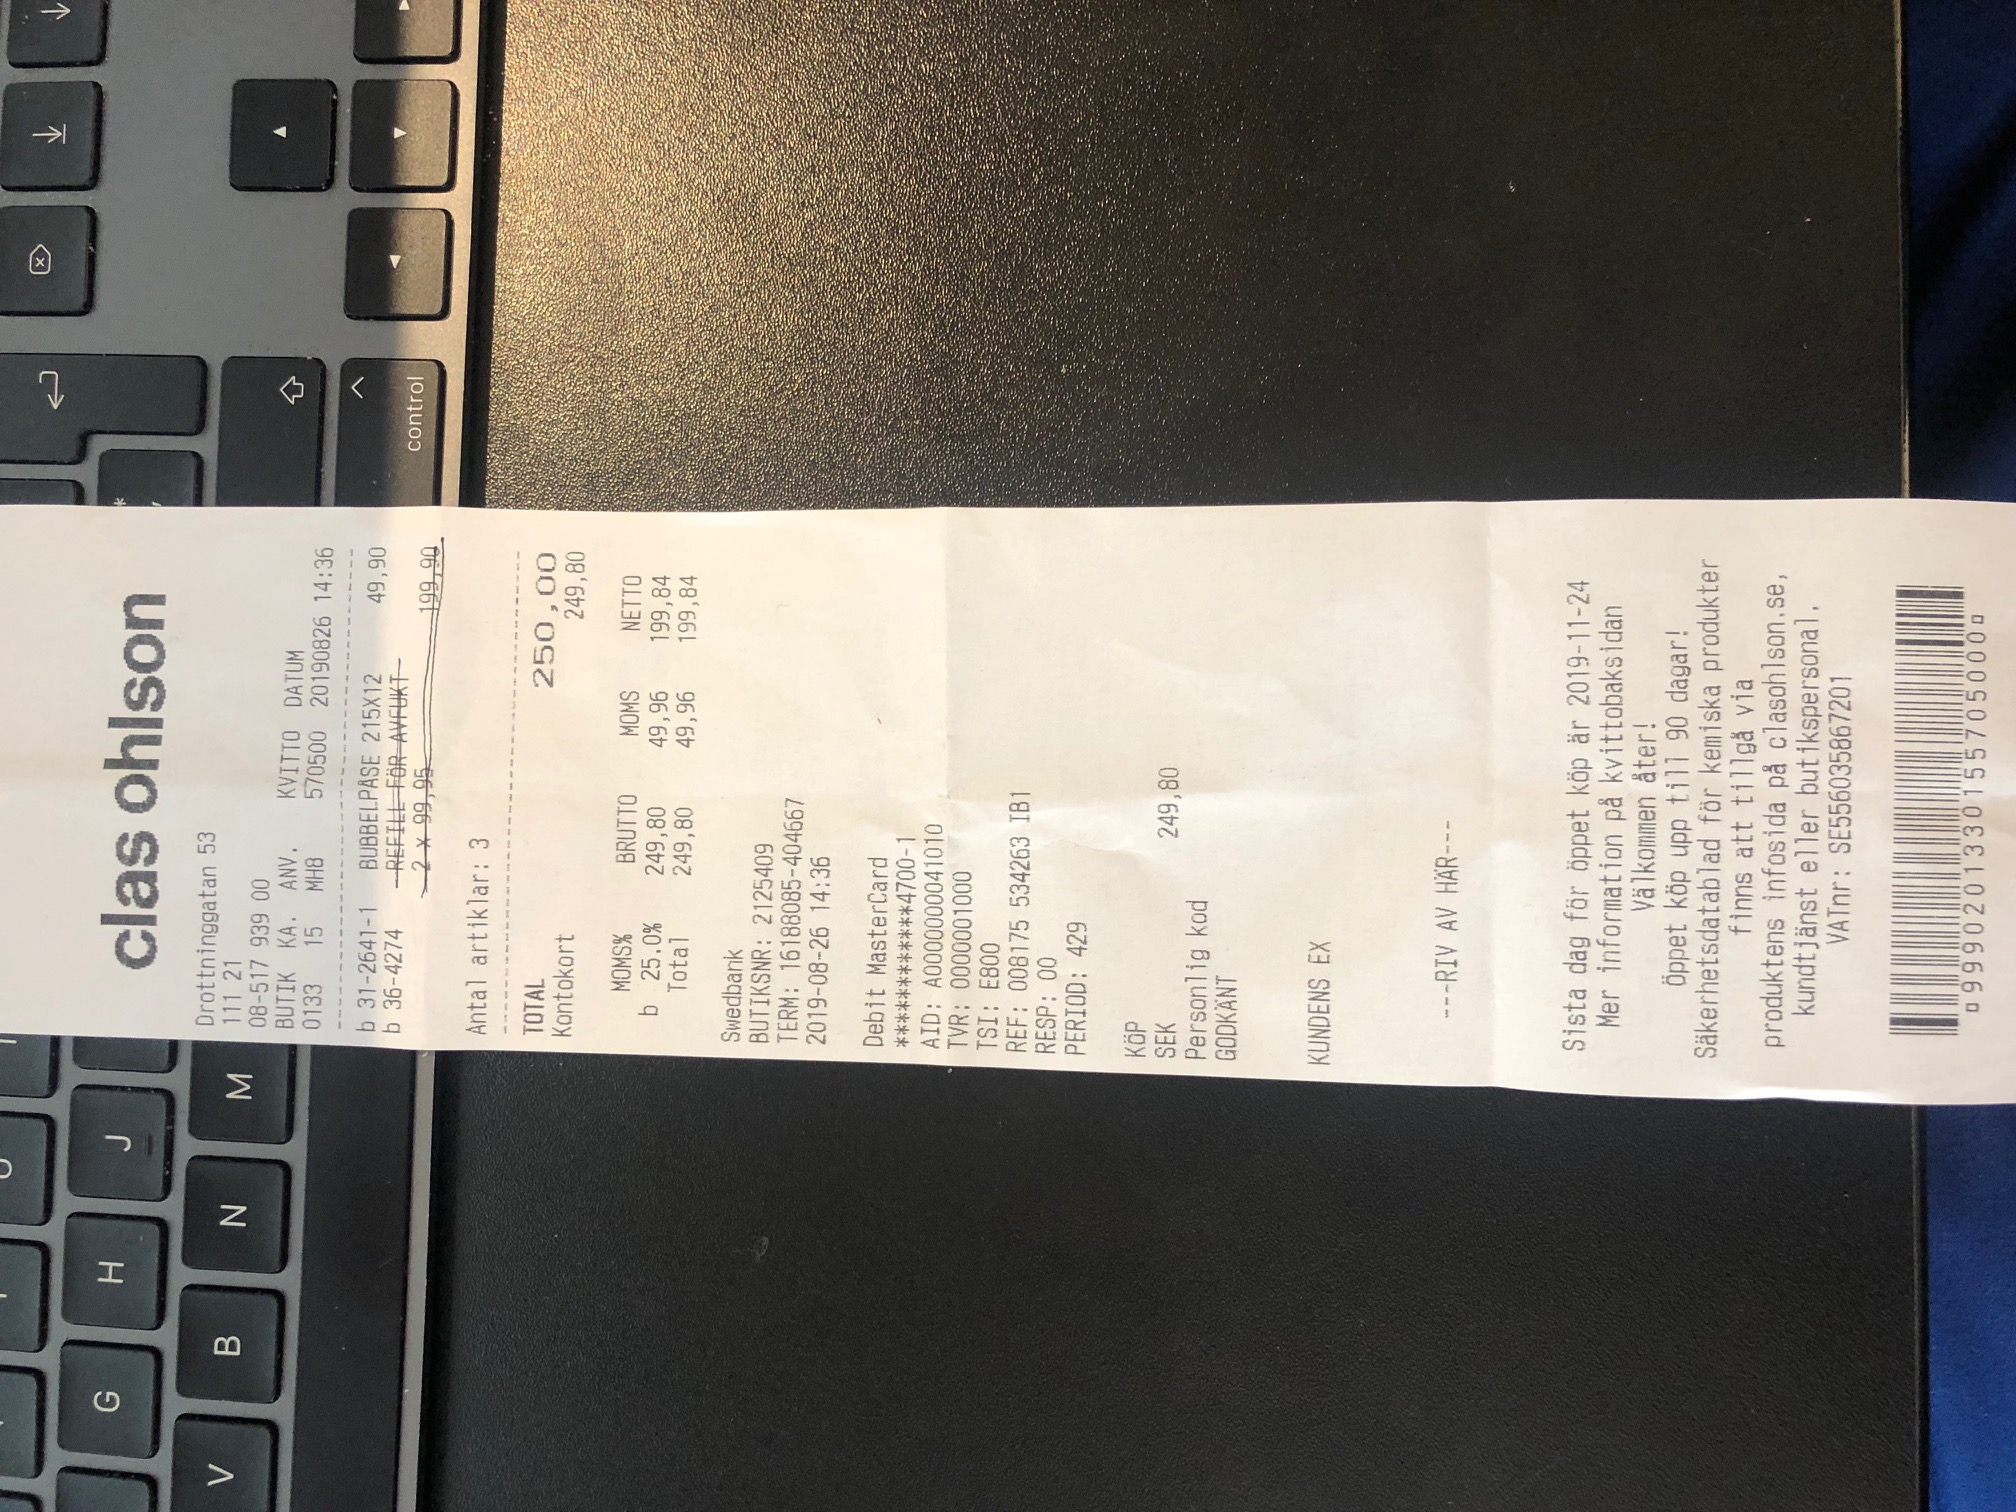 G H J
V B N M
control
clas ohlson
Drottninggatan 53
111 21
08-517 939 00
BUTIK KA. ANV. KVITTO DATUM
0133 15 MH8 570500 20190826 14:36
b 31-2641-1 BUBBELPÅSE 215X12 49,90
b 36-4274 REFILL FÖR AVFUKT
2 x 99,95 199,90
Antal artiklar: 3
TOTAL 250,00
Kontokort 249,80
MOMS% BRUTTO MOMS NETTO
b 25.0% 249,80 49,96 199,84
Total 249,80 49,96 199,84
Swedbank
BUTIKSNR: 2125409
TERM: 16188085-404667
2019-08-26 14:36
Debit MasterCard
************4700-1
AID: A0000000041010
TVR: 0000001000
TSI: E800
REF: 008175 534263 IB1
RESP: 00
PERIOD: 429
KÖP
SEK 249,80
Personlig kod
GODKÄNT
KUNDENS EX
---RIV AV HÄR---
Sista dag för öppet köp är 2019-11-24
Mer information på kvittobaksidan
Välkommen åter!
Öppet köp upp till 90 dagar!
Säkerhetsdatablad för kemiska produkter
finns att tillgå via
produktens infosida på clasohlson.se,
kundtjänst eller butikspersonal.
VATnr: SE556035867201
¤99902013301557050000¤